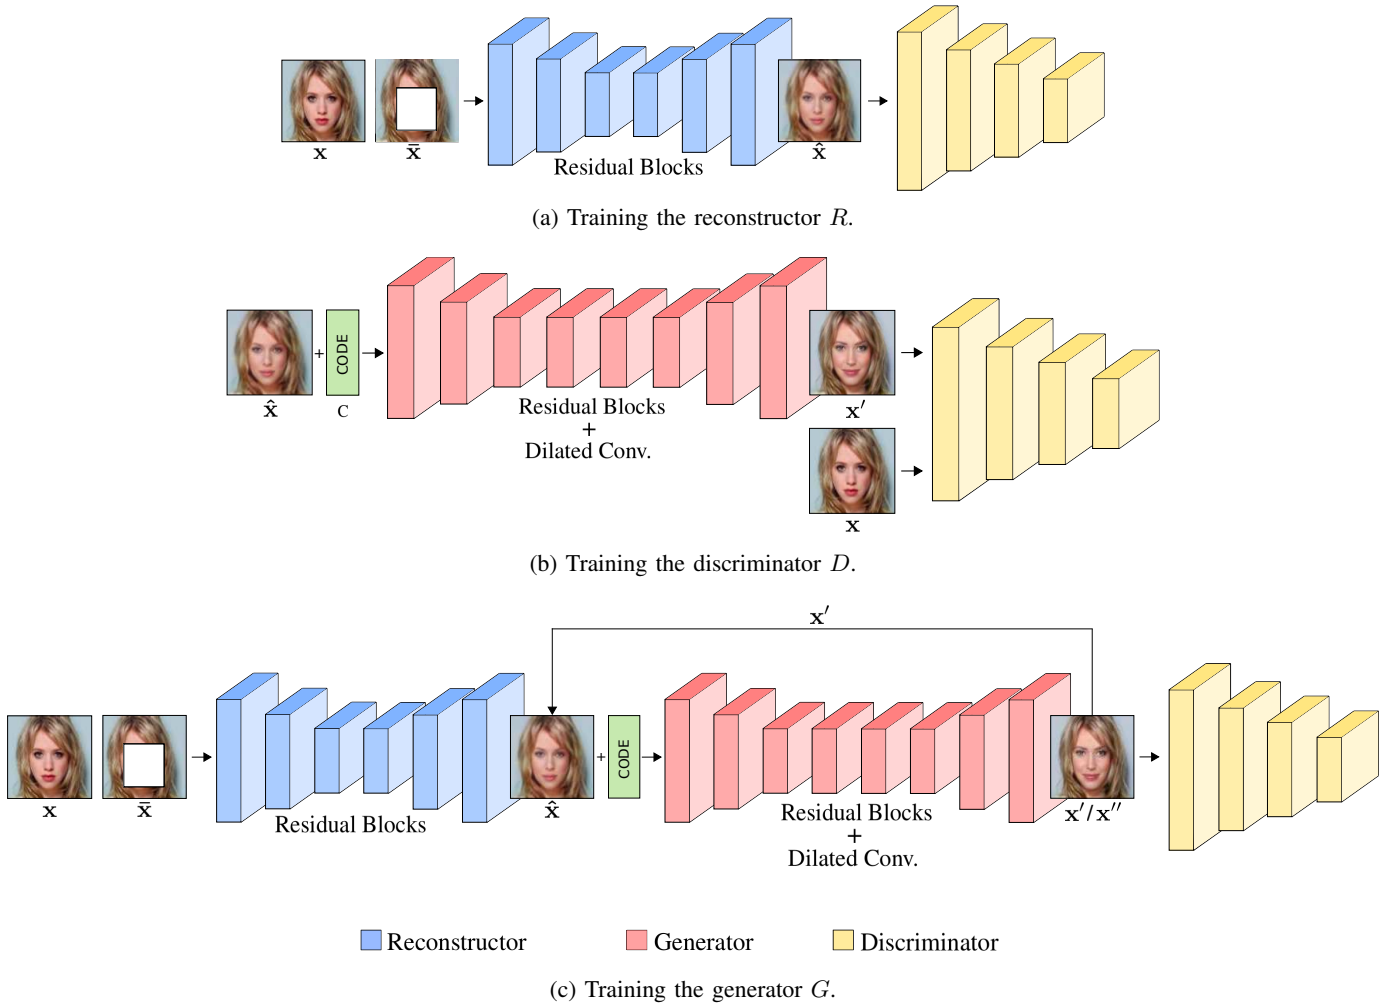 x x̄ x̂
Residual Blocks
(a) Training the reconstructor R.
+ CODE
x̂ C x′
Residual Blocks
+
Dilated Conv.
x
(b) Training the discriminator D.
x′
+ CODE
x x̄ x̂ x′/x′′
Residual Blocks
Residual Blocks
+
Dilated Conv.
Reconstructor Generator Discriminator
(c) Training the generator G.